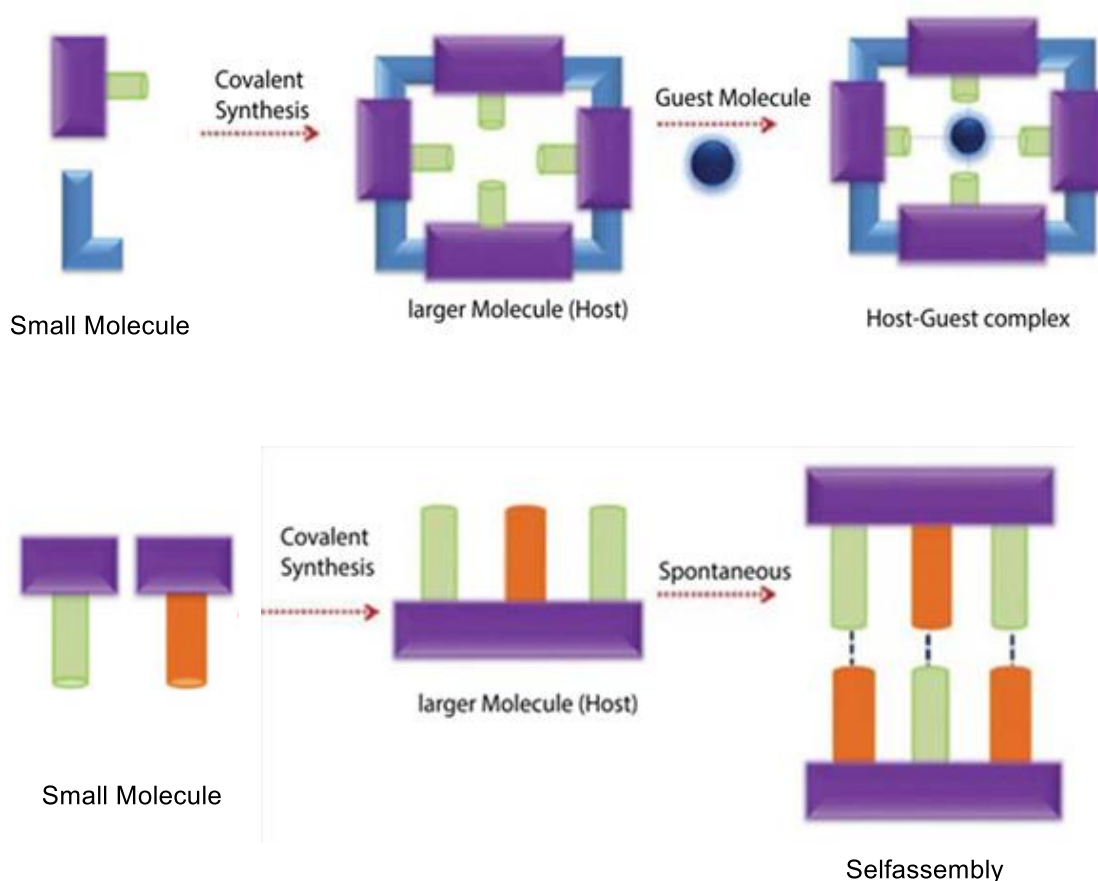 Covalent
Synthesis
Guest Molecule
Small Molecule
larger Molecule (Host)
Host-Guest complex
Covalent
Synthesis
Spontaneous
larger Molecule (Host)
Small Molecule
Selfassembly